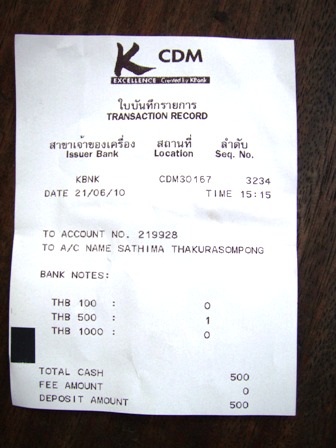 K CDM
EXCELLENCE Created by KBank
ใบบันทึกรายการ
TRANSACTION RECORD
สาขาเจ้าของเครื่อง สถานที่ ลำดับ
Issuer Bank Location Seq. No.
KBNK CDM30167 3234
DATE 21/06/10 TIME 15:15
TO ACCOUNT NO. 219928
TO A/C NAME SATHIMA THAKURASOMPONG
BANK NOTES:
THB 100 : 0
THB 500 : 1
THB 1000 : 0
TOTAL CASH 500
FEE AMOUNT 0
DEPOSIT AMOUNT 500